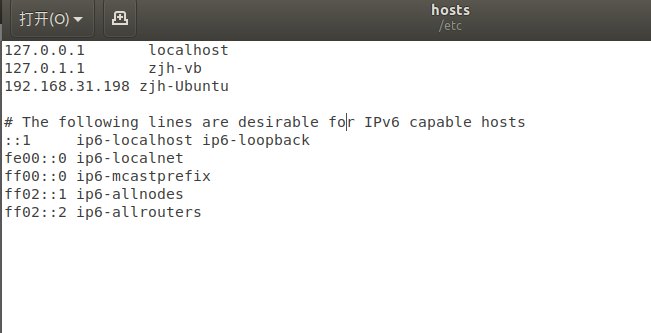 打开(O)
hosts
/etc
127.0.0.1       localhost
127.0.1.1       zjh-vb
192.168.31.198 zjh-Ubuntu
# The following lines are desirable for IPv6 capable hosts
::1     ip6-localhost ip6-loopback
fe00::0 ip6-localnet
ff00::0 ip6-mcastprefix
ff02::1 ip6-allnodes
ff02::2 ip6-allrouters